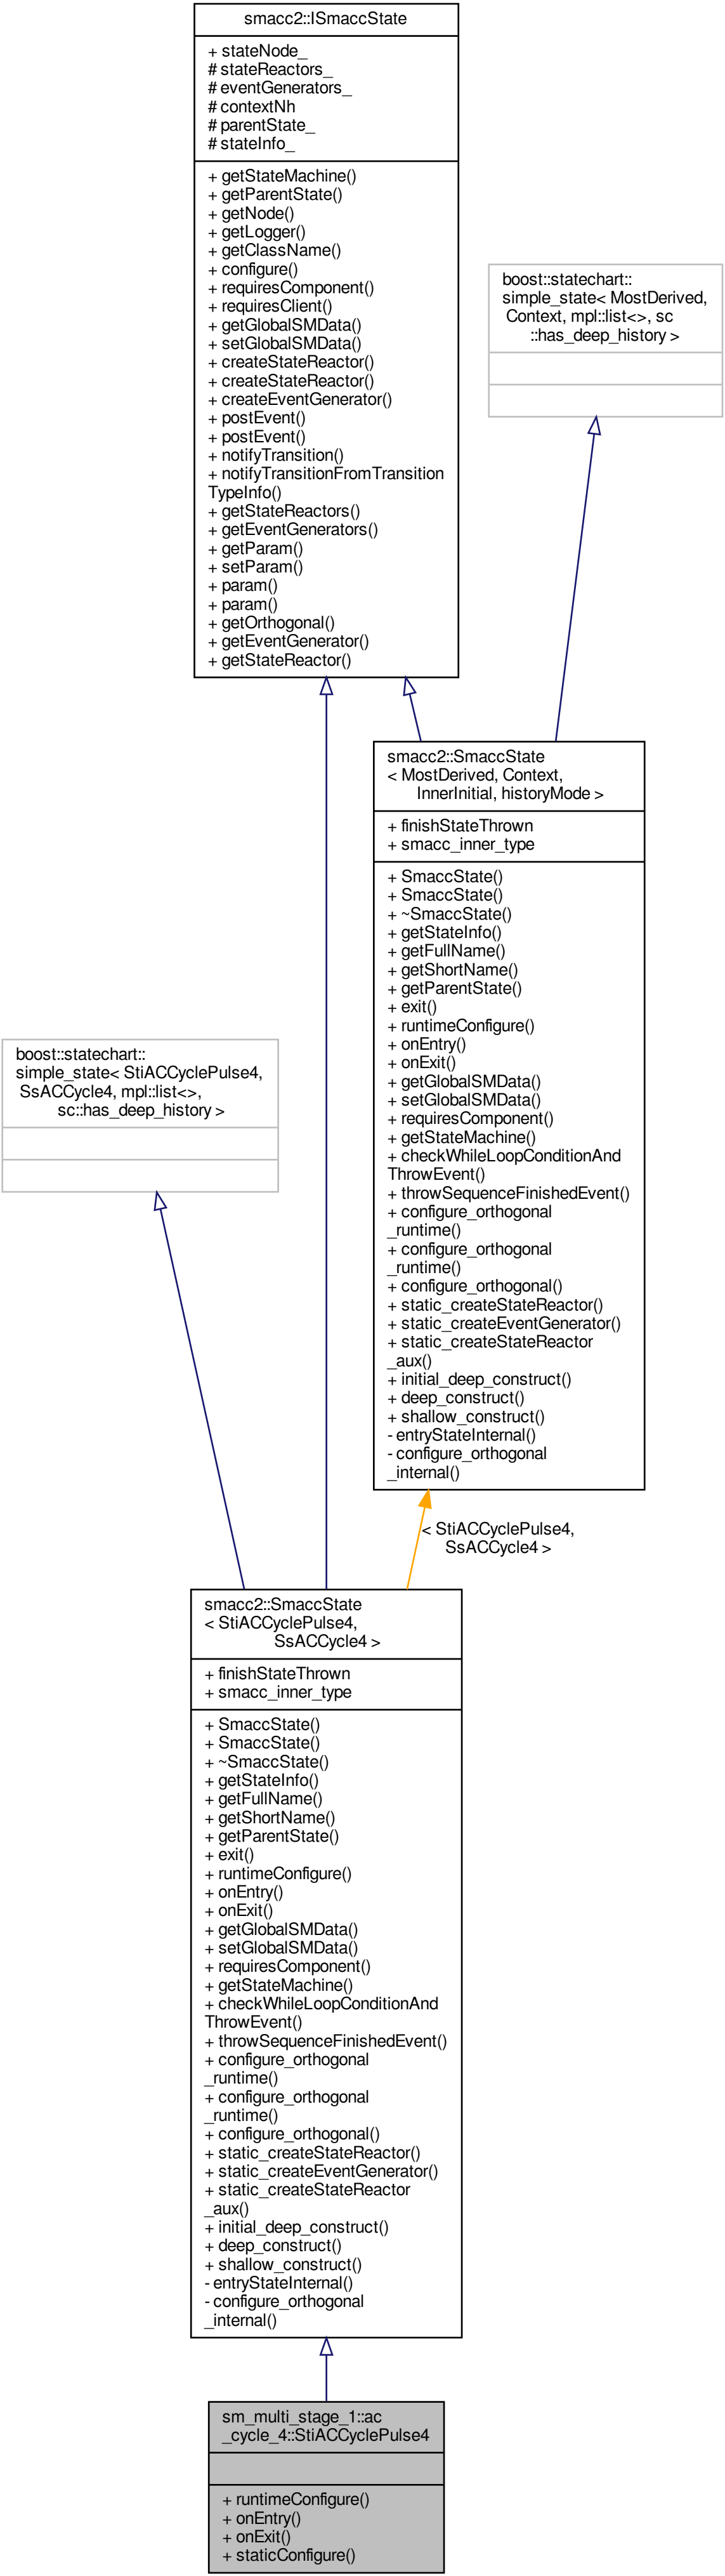 smacc2::ISmaccState
+ stateNode_
# stateReactors_
# eventGenerators_
# contextNh
# parentState_
# stateInfo_
+ getStateMachine()
+ getParentState()
+ getNode()
+ getLogger()
+ getClassName()
+ configure()
+ requiresComponent()
+ requiresClient()
+ getGlobalSMData()
+ setGlobalSMData()
+ createStateReactor()
+ createStateReactor()
+ createEventGenerator()
+ postEvent()
+ postEvent()
+ notifyTransition()
+ notifyTransitionFromTransition
TypeInfo()
+ getStateReactors()
+ getEventGenerators()
+ getParam()
+ setParam()
+ param()
+ param()
+ getOrthogonal()
+ getEventGenerator()
+ getStateReactor()
boost::statechart::
simple_state< MostDerived,
Context, mpl::list<>, sc
::has_deep_history >
smacc2::SmaccState
< MostDerived, Context,
InnerInitial, historyMode >
+ finishStateThrown
+ smacc_inner_type
+ SmaccState()
+ SmaccState()
+ ~SmaccState()
+ getStateInfo()
+ getFullName()
+ getShortName()
+ getParentState()
+ exit()
+ runtimeConfigure()
+ onEntry()
+ onExit()
+ getGlobalSMData()
+ setGlobalSMData()
+ requiresComponent()
+ getStateMachine()
+ checkWhileLoopConditionAnd
ThrowEvent()
+ throwSequenceFinishedEvent()
+ configure_orthogonal
_runtime()
+ configure_orthogonal
_runtime()
+ configure_orthogonal()
+ static_createStateReactor()
+ static_createEventGenerator()
+ static_createStateReactor
_aux()
+ initial_deep_construct()
+ deep_construct()
+ shallow_construct()
- entryStateInternal()
- configure_orthogonal
_internal()
boost::statechart::
simple_state< StiACCyclePulse4,
SsACCycle4, mpl::list<>,
sc::has_deep_history >
< StiACCyclePulse4,
SsACCycle4 >
smacc2::SmaccState
< StiACCyclePulse4,
SsACCycle4 >
+ finishStateThrown
+ smacc_inner_type
+ SmaccState()
+ SmaccState()
+ ~SmaccState()
+ getStateInfo()
+ getFullName()
+ getShortName()
+ getParentState()
+ exit()
+ runtimeConfigure()
+ onEntry()
+ onExit()
+ getGlobalSMData()
+ setGlobalSMData()
+ requiresComponent()
+ getStateMachine()
+ checkWhileLoopConditionAnd
ThrowEvent()
+ throwSequenceFinishedEvent()
+ configure_orthogonal
_runtime()
+ configure_orthogonal
_runtime()
+ configure_orthogonal()
+ static_createStateReactor()
+ static_createEventGenerator()
+ static_createStateReactor
_aux()
+ initial_deep_construct()
+ deep_construct()
+ shallow_construct()
- entryStateInternal()
- configure_orthogonal
_internal()
sm_multi_stage_1::ac
_cycle_4::StiACCyclePulse4
+ runtimeConfigure()
+ onEntry()
+ onExit()
+ staticConfigure()